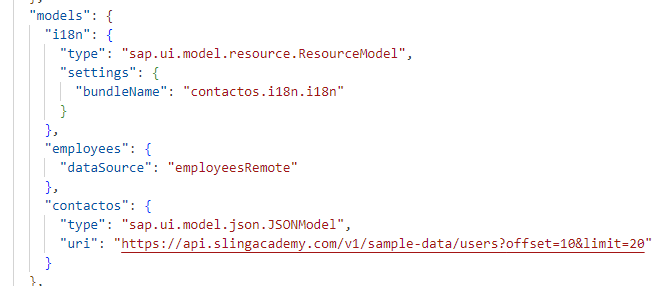 },
"models": {
"i18n": {
"type": "sap.ui.model.resource.ResourceModel",
"settings": {
"bundleName": "contactos.i18n.i18n"
}
},
"employees": {
"dataSource": "employeesRemote"
},
"contactos": {
"type": "sap.ui.model.json.JSONModel",
"uri": "https://api.slingacademy.com/v1/sample-data/users?offset=10&limit=20"
}
},